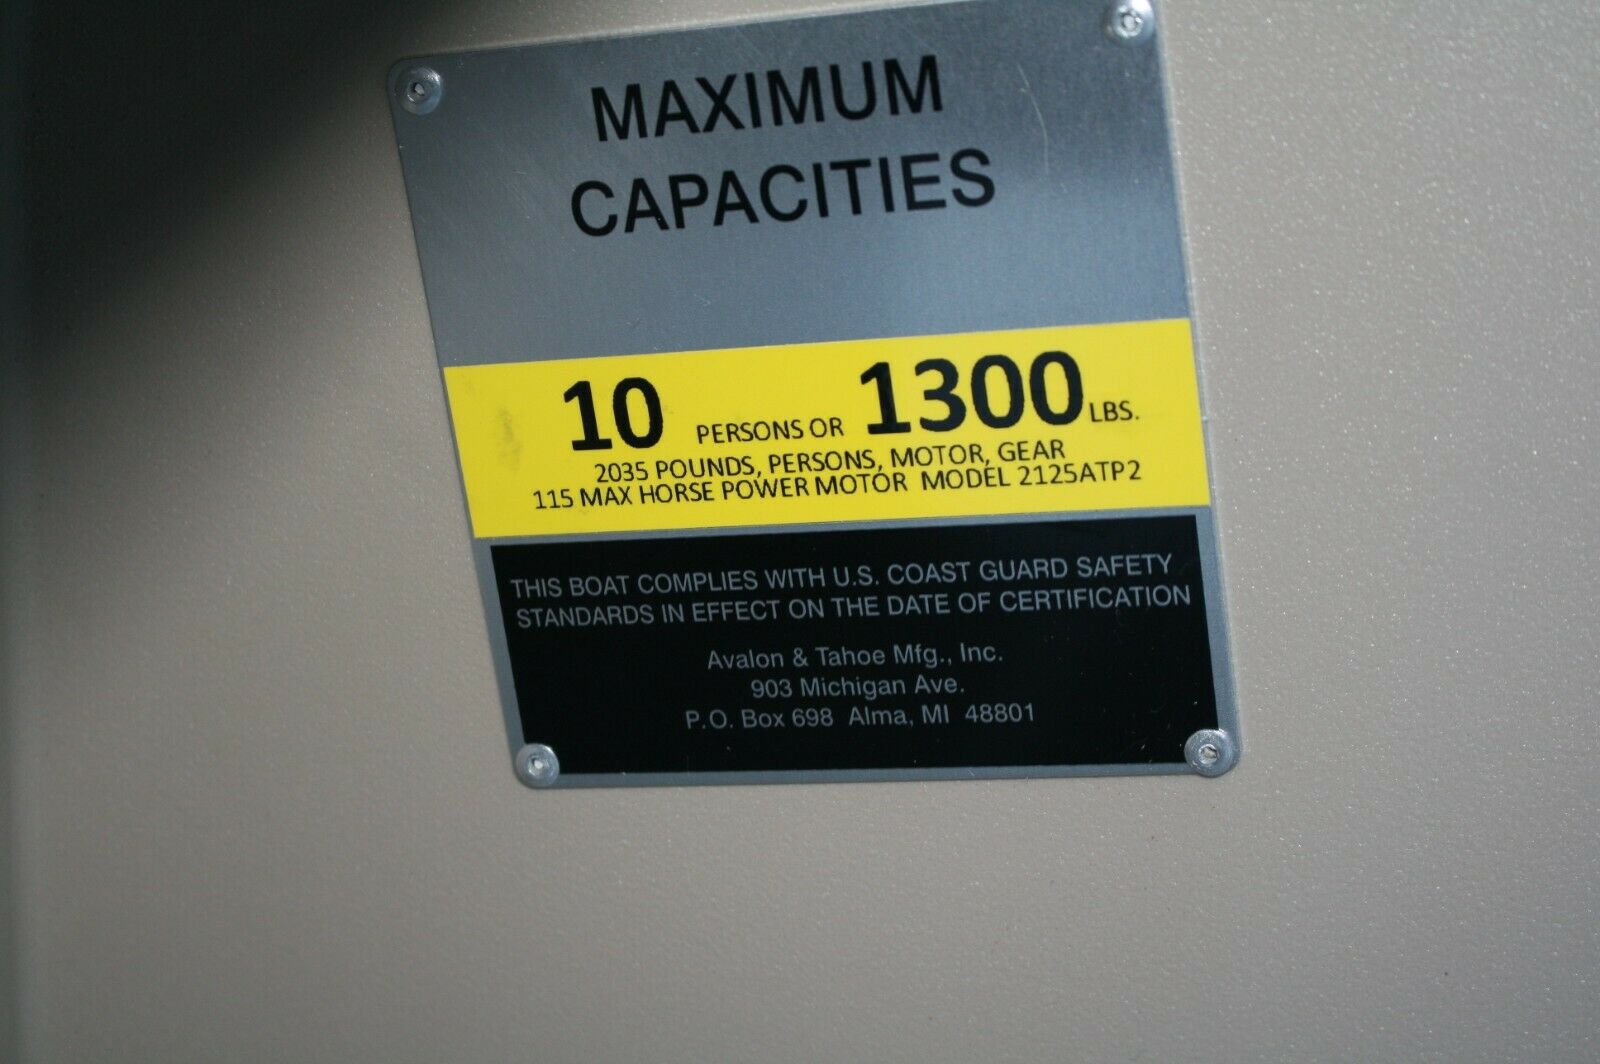 MAXIMUM
CAPACITIES
10 PERSONS OR 1300 LBS.
2035 POUNDS, PERSONS, MOTOR, GEAR
115 MAX HORSE POWER MOTOR MODEL 2125ATP2
THIS BOAT COMPLIES WITH U.S. COAST GUARD SAFETY
STANDARDS IN EFFECT ON THE DATE OF CERTIFICATION
Avalon & Tahoe Mfg., Inc.
903 Michigan Ave.
P.O. Box 698 Alma, MI 48801